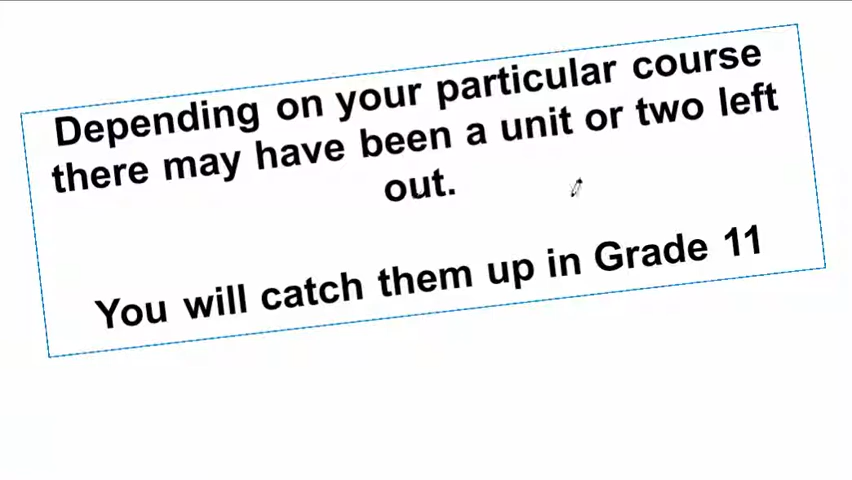 Depending on your particular course
there may have been a unit or two left
out.
You will catch them up in Grade 11